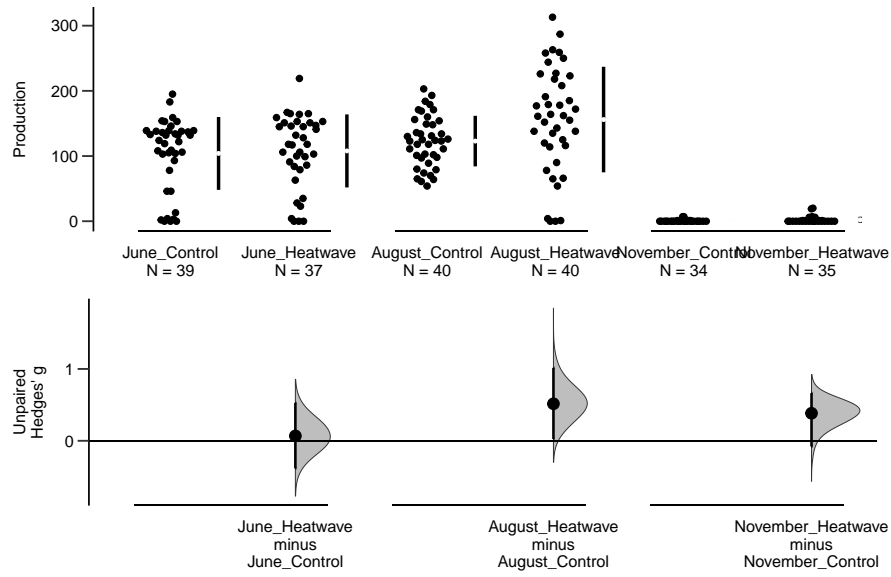 300
200
100
0
Production
June_Control
N = 39
June_Heatwave
N = 37
August_Control
N = 40
August_Heatwave
N = 40
November_Control
N = 34
November_Heatwave
N = 35
1
0
Unpaired
Hedges' g
June_Heatwave
minus
June_Control
August_Heatwave
minus
August_Control
November_Heatwave
minus
November_Control